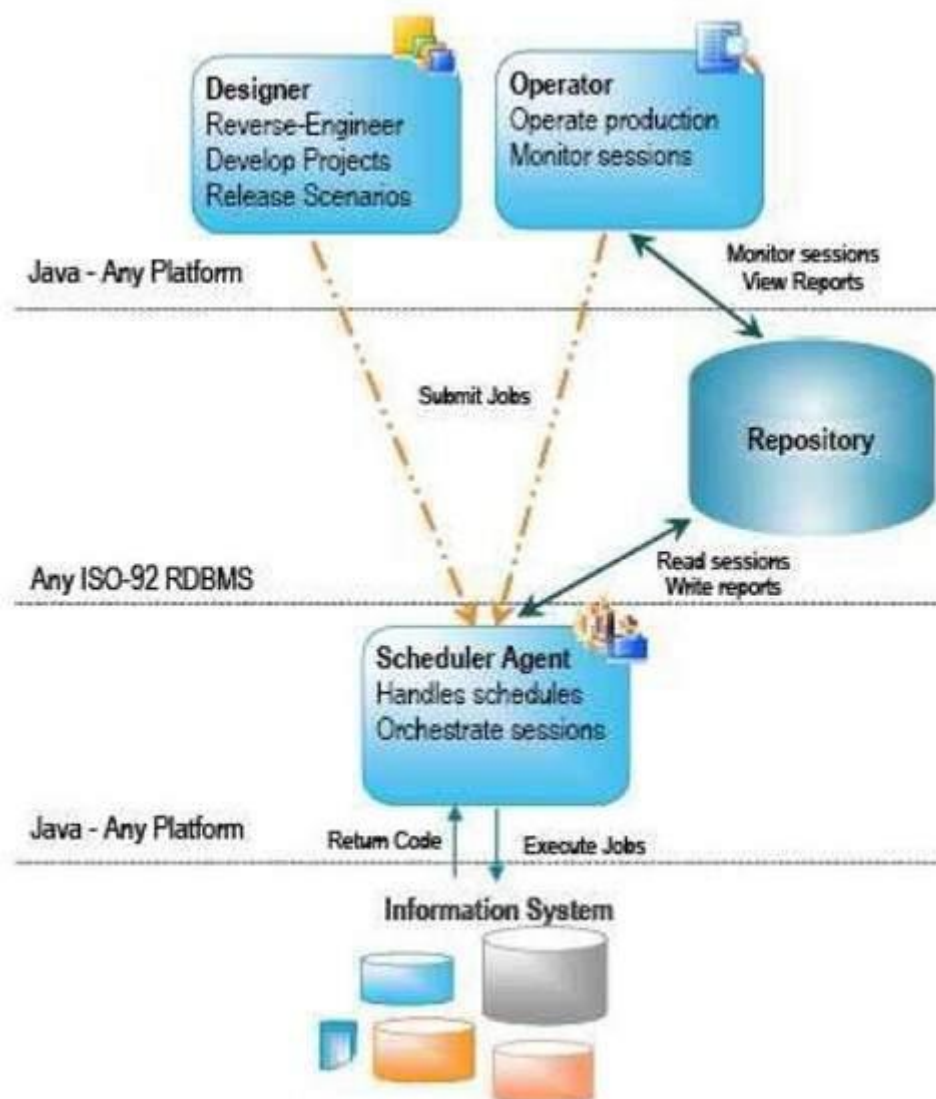 Designer
Reverse-Engineer
Develop Projects
Release Scenarios
Operator
Operate production
Monitor sessions
Java - Any Platform
Monitor sessions
View Reports
Submit Jobs
Repository
Any ISO-92 RDBMS
Read sessions
Write reports
Scheduler Agent
Handles schedules
Orchestrate sessions
Java - Any Platform
Return Code
Execute Jobs
Information System